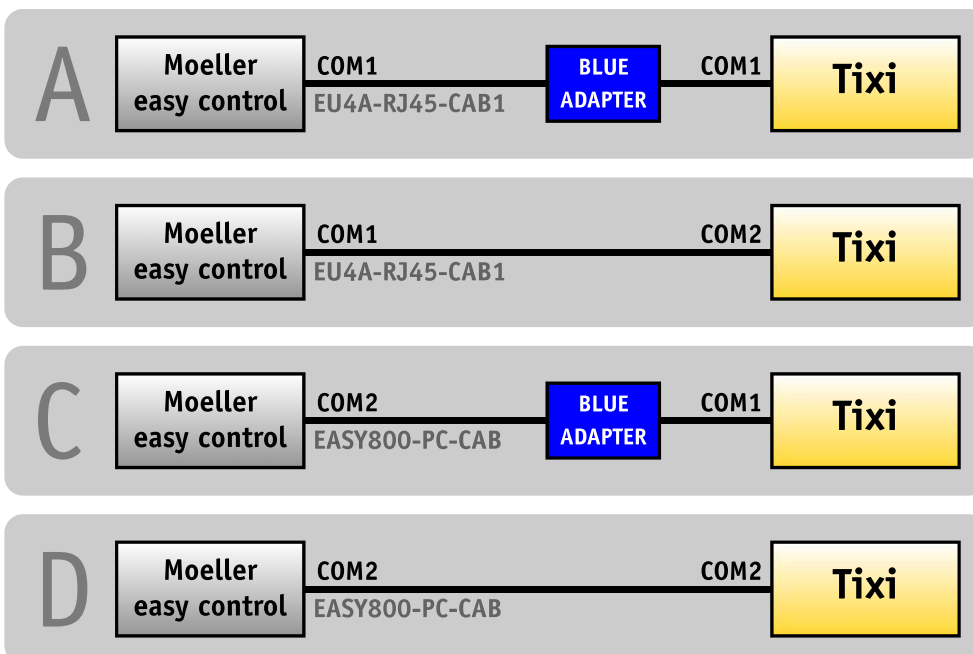 A
Moeller
easy control
COM1
EU4A-RJ45-CAB1
BLUE
ADAPTER
COM1
Tixi
B
Moeller
easy control
COM1
EU4A-RJ45-CAB1
COM2
Tixi
C
Moeller
easy control
COM2
EASY800-PC-CAB
BLUE
ADAPTER
COM1
Tixi
D
Moeller
easy control
COM2
EASY800-PC-CAB
COM2
Tixi